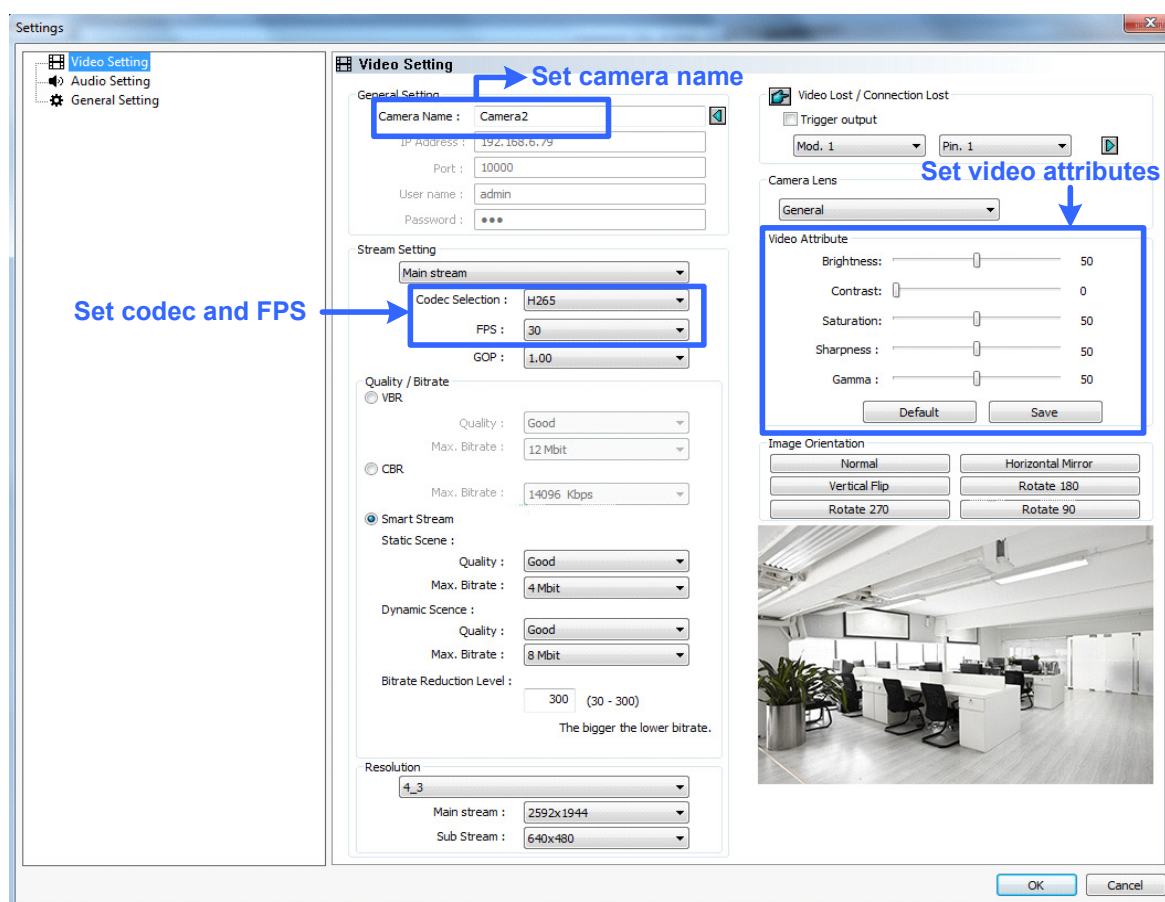 Settings
Video Setting
Audio Setting
General Setting
Video Setting
Set camera name
General Setting
Camera Name : Camera2
IP Address : 192.168.6.79
Port : 10000
User name : admin
Password : •••
Stream Setting
Main stream
Set codec and FPS
Codec Selection : H265
FPS : 30
GOP : 1.00
Quality / Bitrate
VBR
Quality : Good
Max. Bitrate : 12 Mbit
CBR
Max. Bitrate : 14096 Kbps
Smart Stream
Static Scene :
Quality : Good
Max. Bitrate : 4 Mbit
Dynamic Scence :
Quality : Good
Max. Bitrate : 8 Mbit
Bitrate Reduction Level :
300 (30 - 300)
The bigger the lower bitrate.
Resolution
4_3
Main stream : 2592x1944
Sub Stream : 640x480
Video Lost / Connection Lost
Trigger output
Mod. 1 Pin. 1
Set video attributes
Camera Lens
General
Video Attribute
Brightness: 50
Contrast: 0
Saturation: 50
Sharpness : 50
Gamma : 50
Default Save
Image Orientation
Normal Horizontal Mirror
Vertical Flip Rotate 180
Rotate 270 Rotate 90
OK Cancel